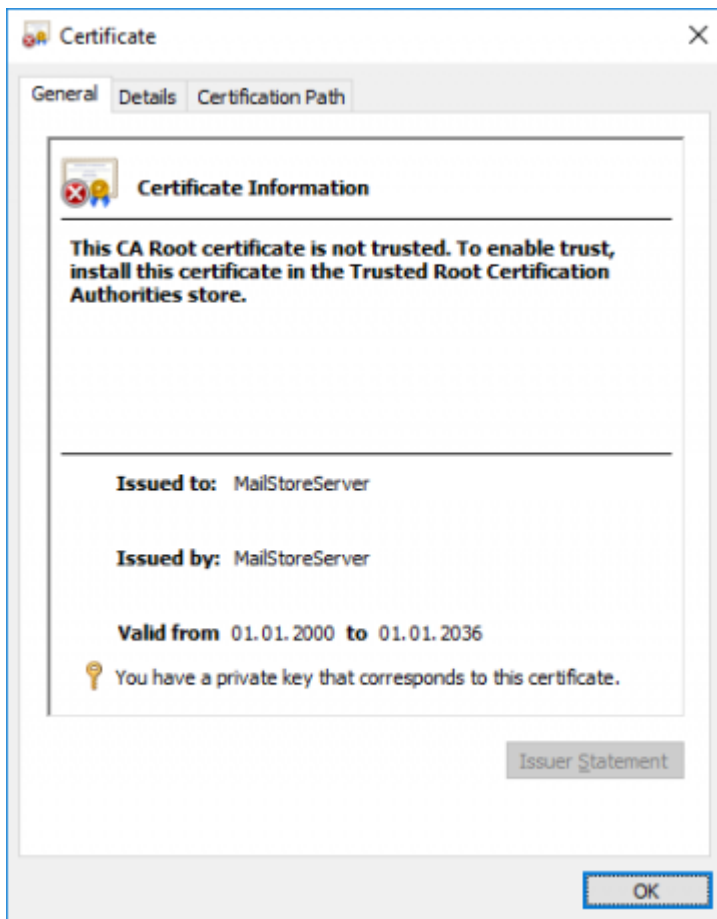 Certificate
General Details Certification Path
Certificate Information
This CA Root certificate is not trusted. To enable trust,
install this certificate in the Trusted Root Certification
Authorities store.
Issued to: MailStoreServer
Issued by: MailStoreServer
Valid from 01.01.2000 to 01.01.2036
You have a private key that corresponds to this certificate.
Issuer Statement
OK